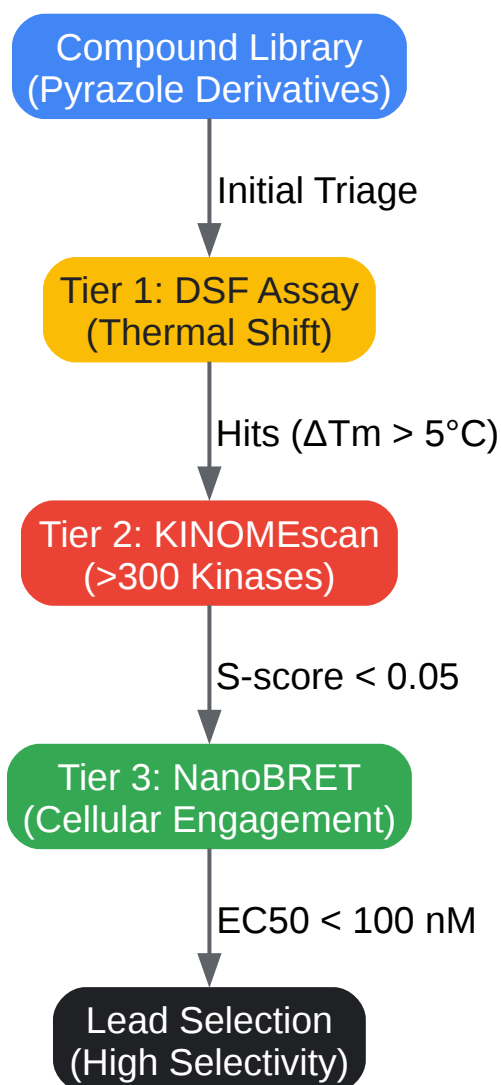 Compound Library
(Pyrazole Derivatives)
Initial Triage
Tier 1: DSF Assay
(Thermal Shift)
Hits (ΔTm > 5°C)
Tier 2: KINOMEscan
(>300 Kinases)
S-score < 0.05
Tier 3: NanoBRET
(Cellular Engagement)
EC50 < 100 nM
Lead Selection
(High Selectivity)